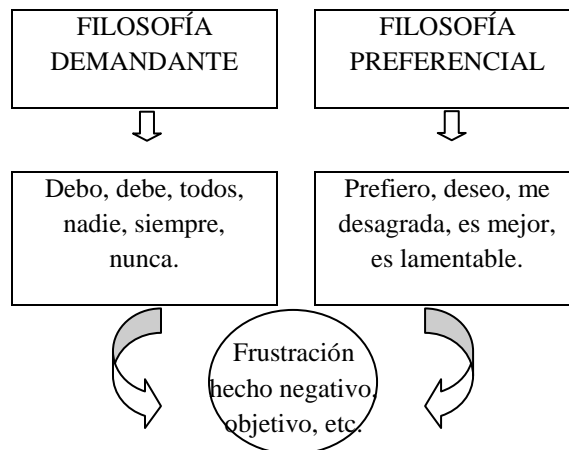 FILOSOFÍA
DEMANDANTE
FILOSOFÍA
PREFERENCIAL
Debo, debe, todos,
nadie, siempre,
nunca.
Prefiero, deseo, me
desagrada, es mejor,
es lamentable.
Frustración
hecho negativo,
objetivo, etc.